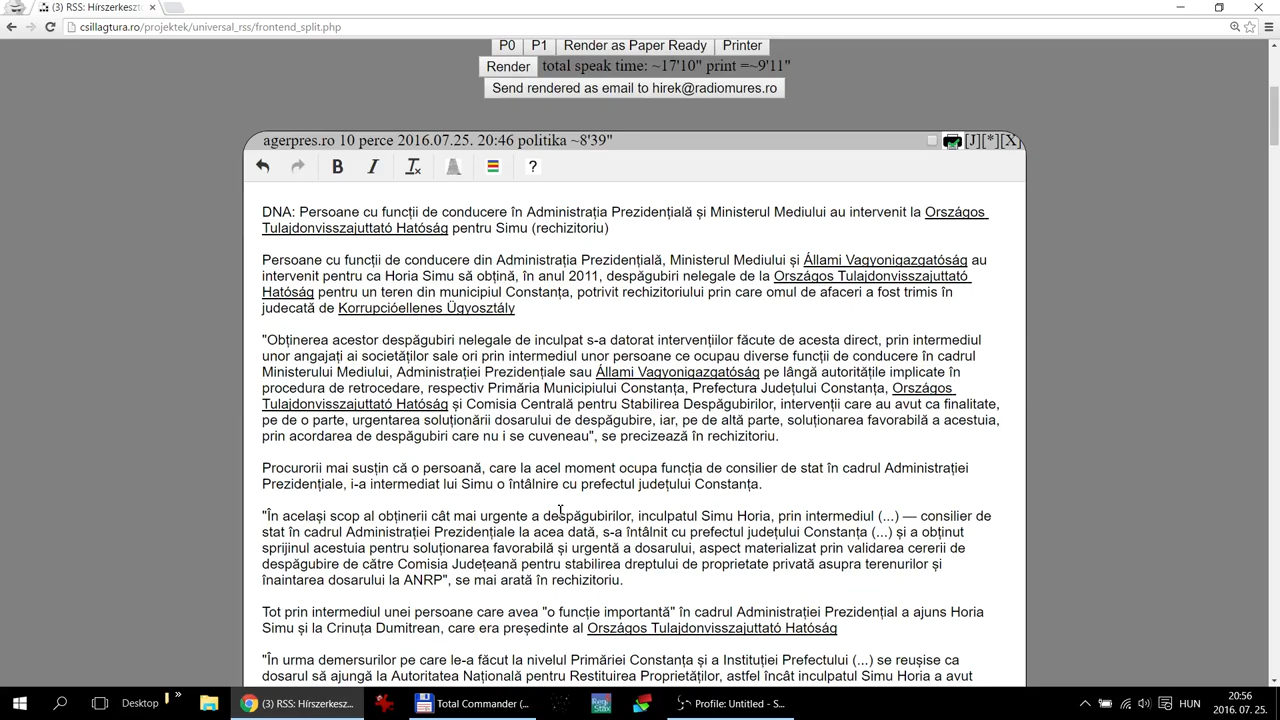 (3) RSS: Hírszerkeszt
csillagtura.ro/projektek/universal_rss/frontend_split.php
P0 P1 Render as Paper Ready Printer
Render total speak time: ~17'10" print =~9'11"
Send rendered as email to hirek@radiomures.ro
agerpres.ro 10 perce 2016.07.25. 20:46 politika ~8'39" [J][*][X]
B I Tx ?
DNA: Persoane cu funcții de conducere în Administrația Prezidențială și Ministerul Mediului au intervenit la Országos
Tulajdonvisszajuttató Hatóság pentru Simu (rechizitoriu)
Persoane cu funcții de conducere din Administrația Prezidențială, Ministerul Mediului și Állami Vagyonigazgatóság au
intervenit pentru ca Horia Simu să obțină, în anul 2011, despăgubiri nelegale de la Országos Tulajdonvisszajuttató
Hatóság pentru un teren din municipiul Constanța, potrivit rechizitoriului prin care omul de afaceri a fost trimis în
judecată de Korrupcióellenes Ügyosztály
"Obținerea acestor despăgubiri nelegale de inculpat s-a datorat intervențiilor făcute de acesta direct, prin intermediul
unor angajați ai societăților sale ori prin intermediul unor persoane ce ocupau diverse funcții de conducere în cadrul
Ministerului Mediului, Administrației Prezidențiale sau Állami Vagyonigazgatóság pe lângă autoritățile implicate în
procedura de retrocedare, respectiv Primăria Municipiului Constanța, Prefectura Județului Constanța, Országos
Tulajdonvisszajuttató Hatóság și Comisia Centrală pentru Stabilirea Despăgubirilor, intervenții care au avut ca finalitate,
pe de o parte, urgentarea soluționării dosarului de despăgubire, iar, pe de altă parte, soluționarea favorabilă a acestuia,
prin acordarea de despăgubiri care nu i se cuveneau", se precizează în rechizitoriu.
Procurorii mai susțin că o persoană, care la acel moment ocupa funcția de consilier de stat în cadrul Administrației
Prezidențiale, i-a intermediat lui Simu o întâlnire cu prefectul județului Constanța.
"În același scop al obținerii cât mai urgente a despăgubirilor, inculpatul Simu Horia, prin intermediul (...) — consilier de
stat în cadrul Administrației Prezidențiale la acea dată, s-a întâlnit cu prefectul județului Constanța (...) și a obținut
sprijinul acestuia pentru soluționarea favorabilă și urgentă a dosarului, aspect materializat prin validarea cererii de
despăgubire de către Comisia Județeană pentru stabilirea dreptului de proprietate privată asupra terenurilor și
înaintarea dosarului la ANRP", se mai arată în rechizitoriu.
Tot prin intermediul unei persoane care avea "o funcție importantă" în cadrul Administrației Prezidențial a ajuns Horia
Simu și la Crinuța Dumitrean, care era președinte al Országos Tulajdonvisszajuttató Hatóság
"În urma demersurilor pe care le-a făcut la nivelul Primăriei Constanța și a Instituției Prefectului (...) se reușise ca
dosarul să ajungă la Autoritatea Națională pentru Restituirea Proprietăților, astfel încât inculpatul Simu Horia a avut
Desktop » (3) RSS: Hírszerkesz... Total Commander (... Profile: Untitled - S... HUN 20:56
2016. 07. 25.